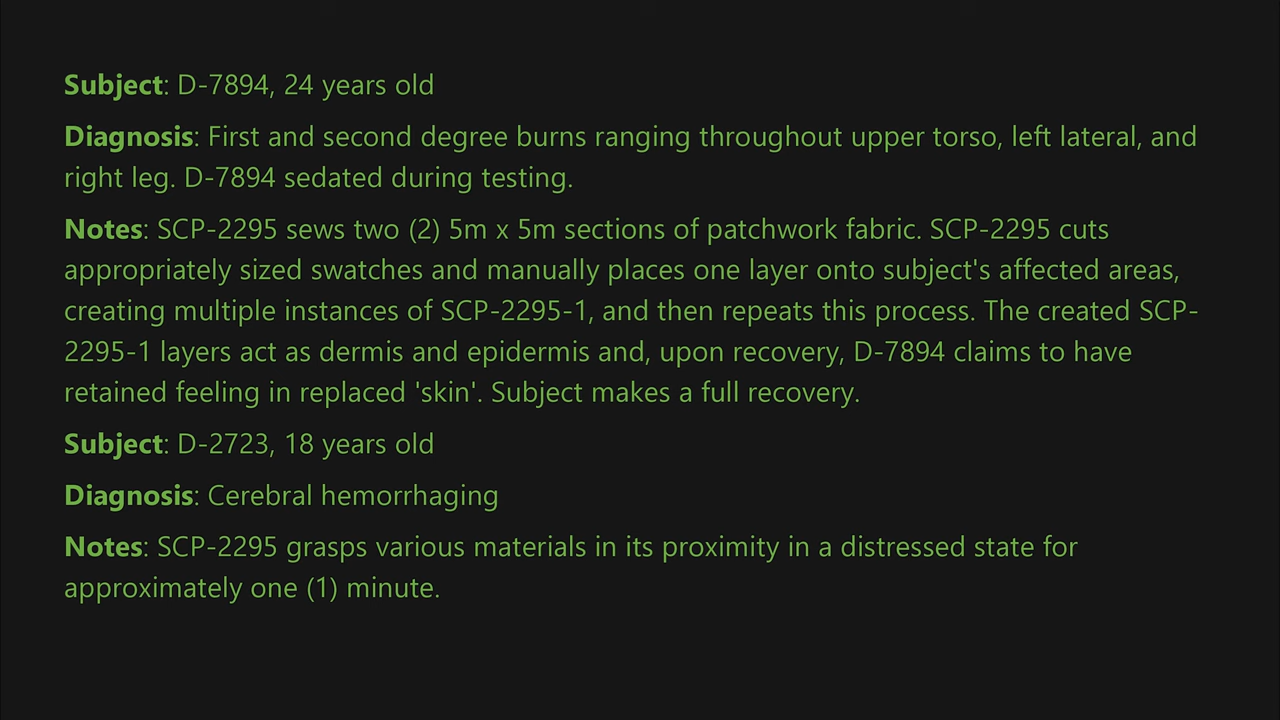 Subject: D-7894, 24 years old
Diagnosis: First and second degree burns ranging throughout upper torso, left lateral, and
right leg. D-7894 sedated during testing.
Notes: SCP-2295 sews two (2) 5m x 5m sections of patchwork fabric. SCP-2295 cuts
appropriately sized swatches and manually places one layer onto subject's affected areas,
creating multiple instances of SCP-2295-1, and then repeats this process. The created SCP-
2295-1 layers act as dermis and epidermis and, upon recovery, D-7894 claims to have
retained feeling in replaced 'skin'. Subject makes a full recovery.
Subject: D-2723, 18 years old
Diagnosis: Cerebral hemorrhaging
Notes: SCP-2295 grasps various materials in its proximity in a distressed state for
approximately one (1) minute.